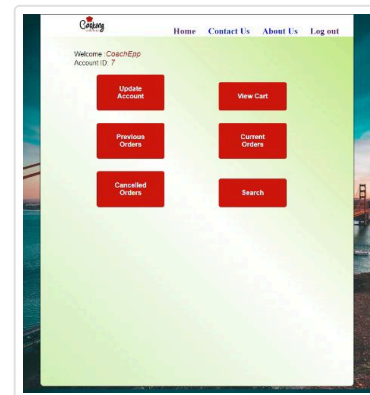 Cooking
Home Contact Us About Us Log out
Welcome :CoachEpp
Account ID: 7
Update
Account
View Cart
Previous
Orders
Current
Orders
Cancelled
Orders
Search